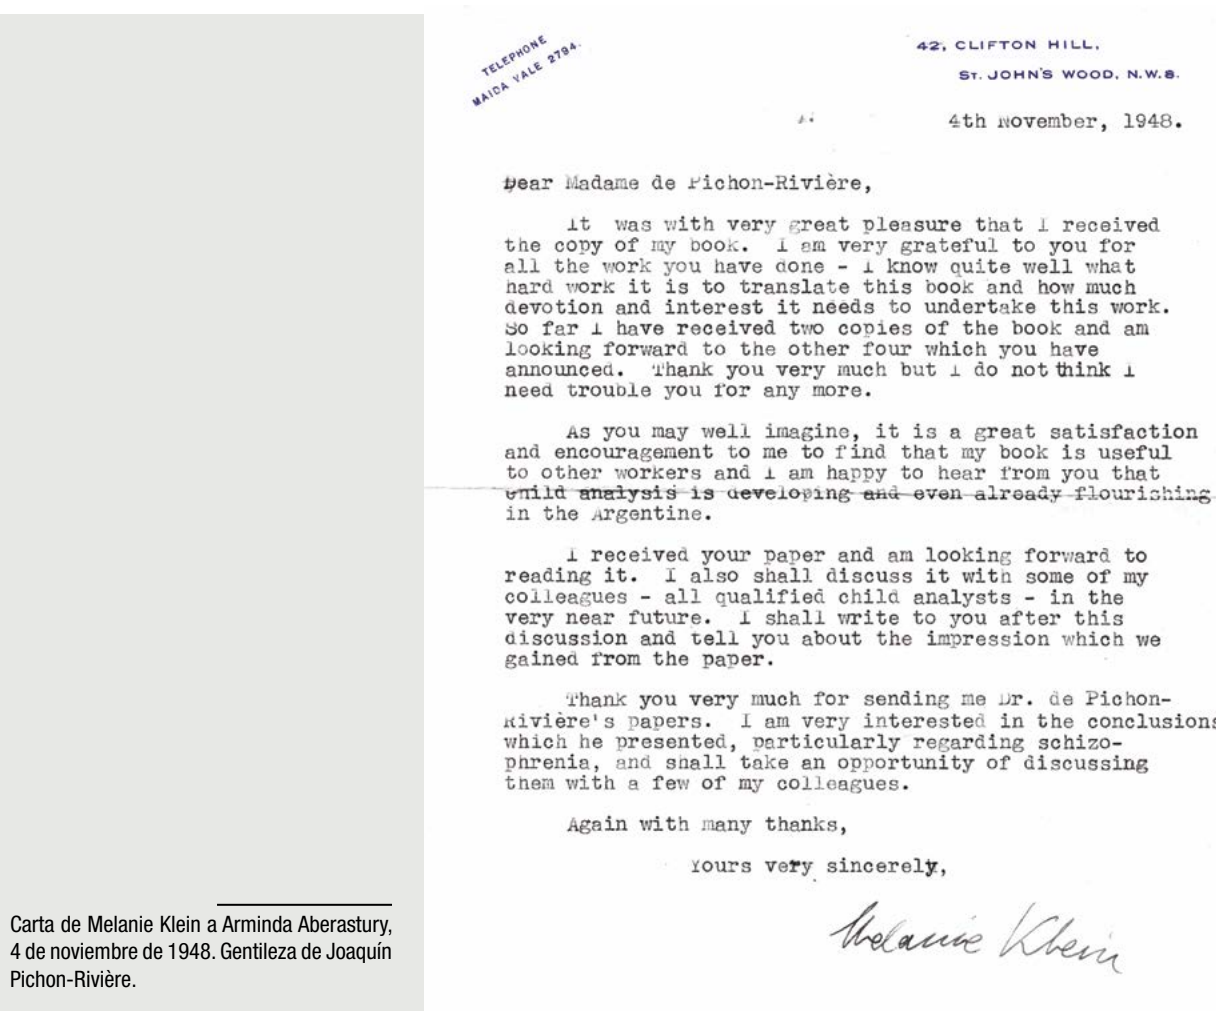 TELEPHONE
MAIDA VALE 2794.
42, CLIFTON HILL,
ST. JOHN'S WOOD, N.W.8.
4th November, 1948.
Dear Madame de Pichon-Rivière,
It was with very great pleasure that I received
the copy of my book. I am very grateful to you for
all the work you have done - I know quite well what
hard work it is to translate this book and how much
devotion and interest it needs to undertake this work.
So far I have received two copies of the book and am
looking forward to the other four which you have
announced. Thank you very much but I do not think I
need trouble you for any more.
As you may well imagine, it is a great satisfaction
and encouragement to me to find that my book is useful
to other workers and I am happy to hear from you that
child analysis is developing and even already flourishing
in the Argentine.
I received your paper and am looking forward to
reading it. I also shall discuss it with some of my
colleagues - all qualified child analysts - in the
very near future. I shall write to you after this
discussion and tell you about the impression which we
gained from the paper.
Thank you very much for sending me Dr. de Pichon-
Rivière's papers. I am very interested in the conclusions
which he presented, particularly regarding schizo-
phrenia, and shall take an opportunity of discussing
them with a few of my colleagues.
Again with many thanks,
Yours very sincerely,
Melanie Klein
Carta de Melanie Klein a Arminda Aberastury,
4 de noviembre de 1948. Gentileza de Joaquín
Pichon-Rivière.